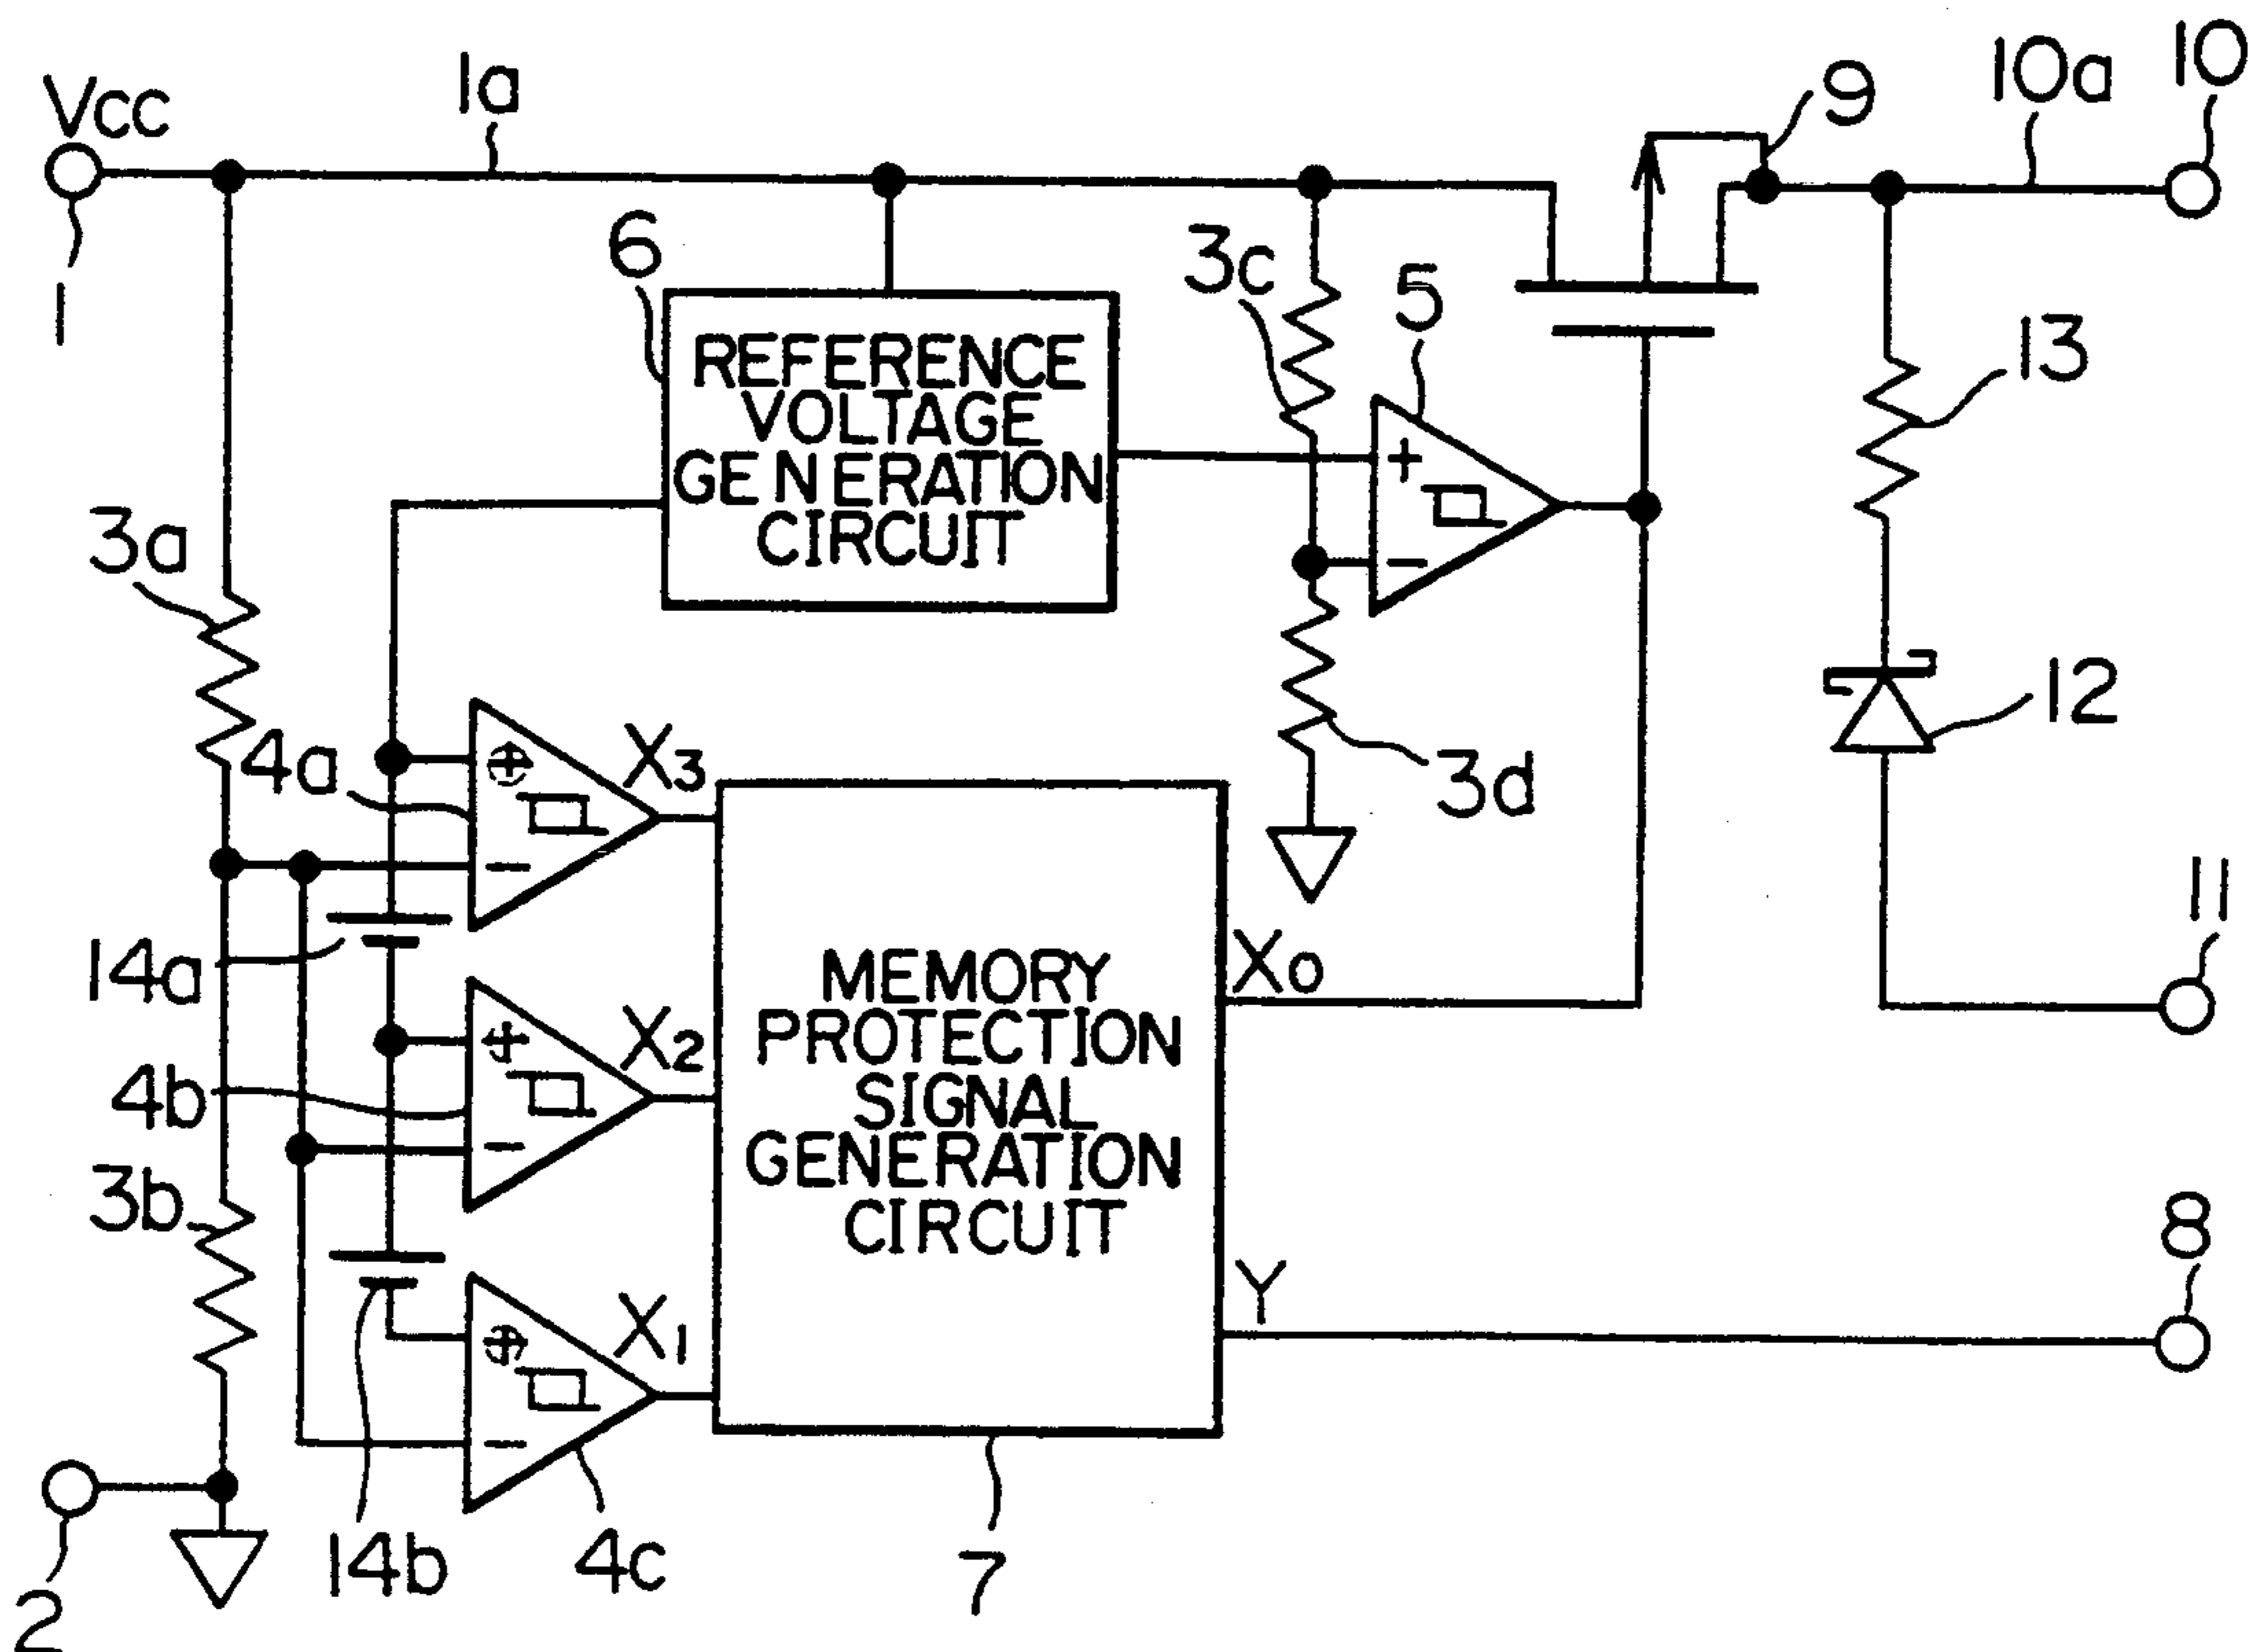 Vcc
1a
9
10a
10
1
6
3c
5
13
REFERENCE
VOLTAGE
GENERATION
CIRCUIT
+
−
3a
12
4a
+
−
X3
3d
11
14a
4b
+
−
X2
MEMORY
PROTECTION
SIGNAL
GENERATION
CIRCUIT
X0
3b
Y
8
+
−
X1
2
14b
4c
7